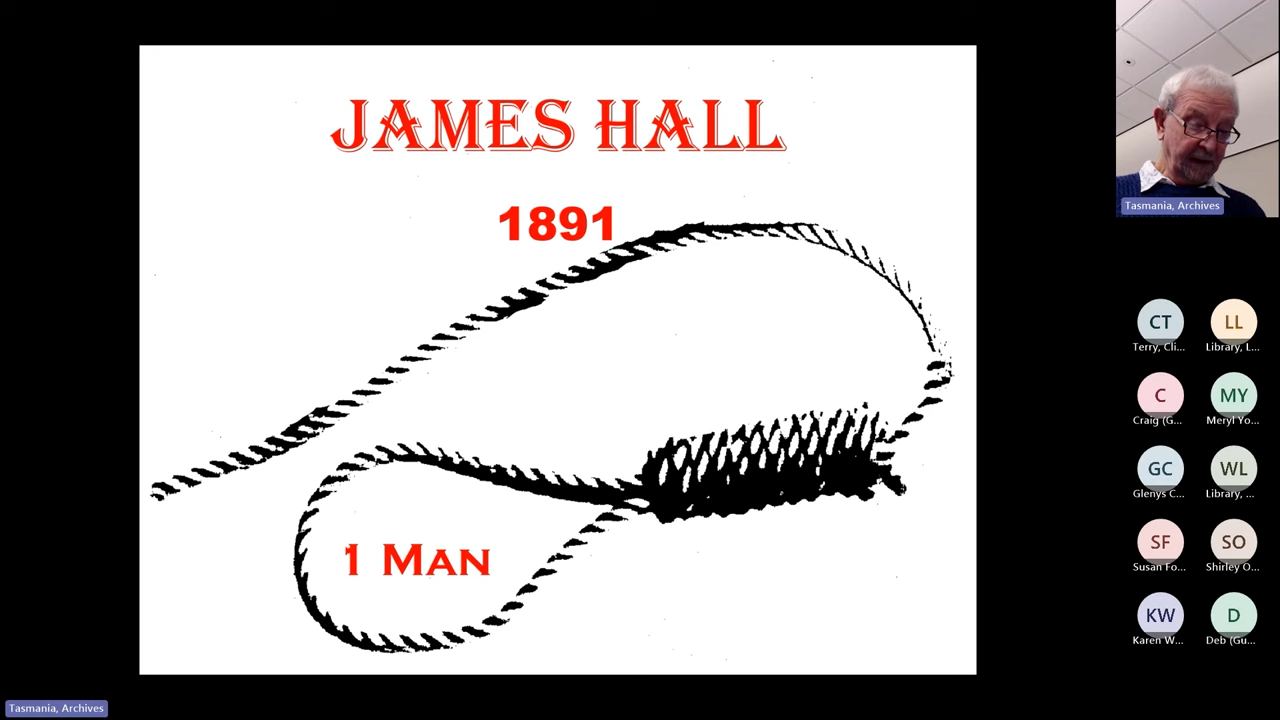 JAMES HALL
1891
1 MAN
Tasmania, Archives
CT
Terry, Cli...
LL
Library, L...
C
Craig (G...
MY
Meryl Yo...
GC
Glenys C...
WL
Library, ...
SF
Susan Fo...
SO
Shirley O...
KW
Karen W...
D
Deb (Gu...
Tasmania, Archives